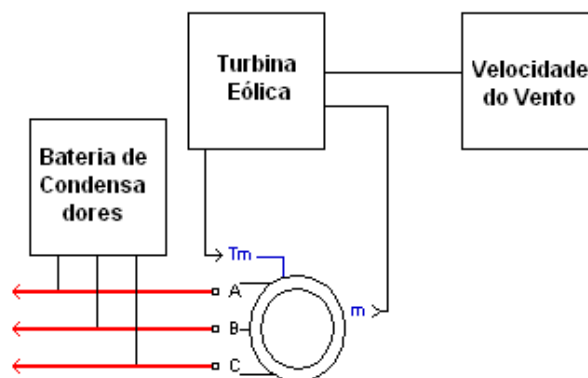 Turbina
Eólica
Velocidade
do Vento
Bateria de
Condensa
dores
Tm
A
m
B
C